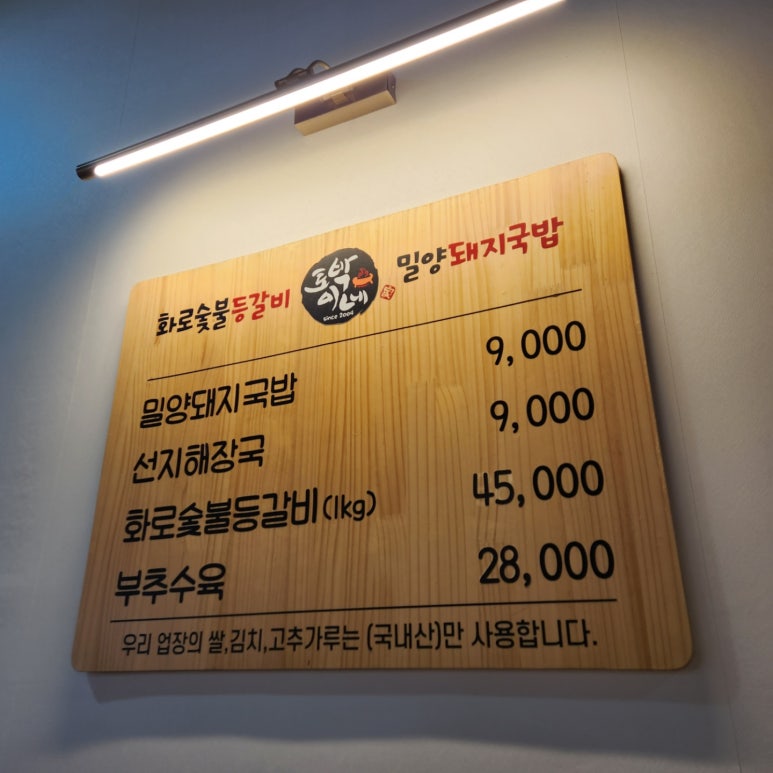 화로숯불등갈비 토박이네 since 2004 밀양돼지국밥
밀양돼지국밥 9,000
선지해장국 9,000
화로숯불등갈비(1kg) 45,000
부추수육 28,000
우리 업장의 쌀,김치,고추가루는 (국내산)만 사용합니다.